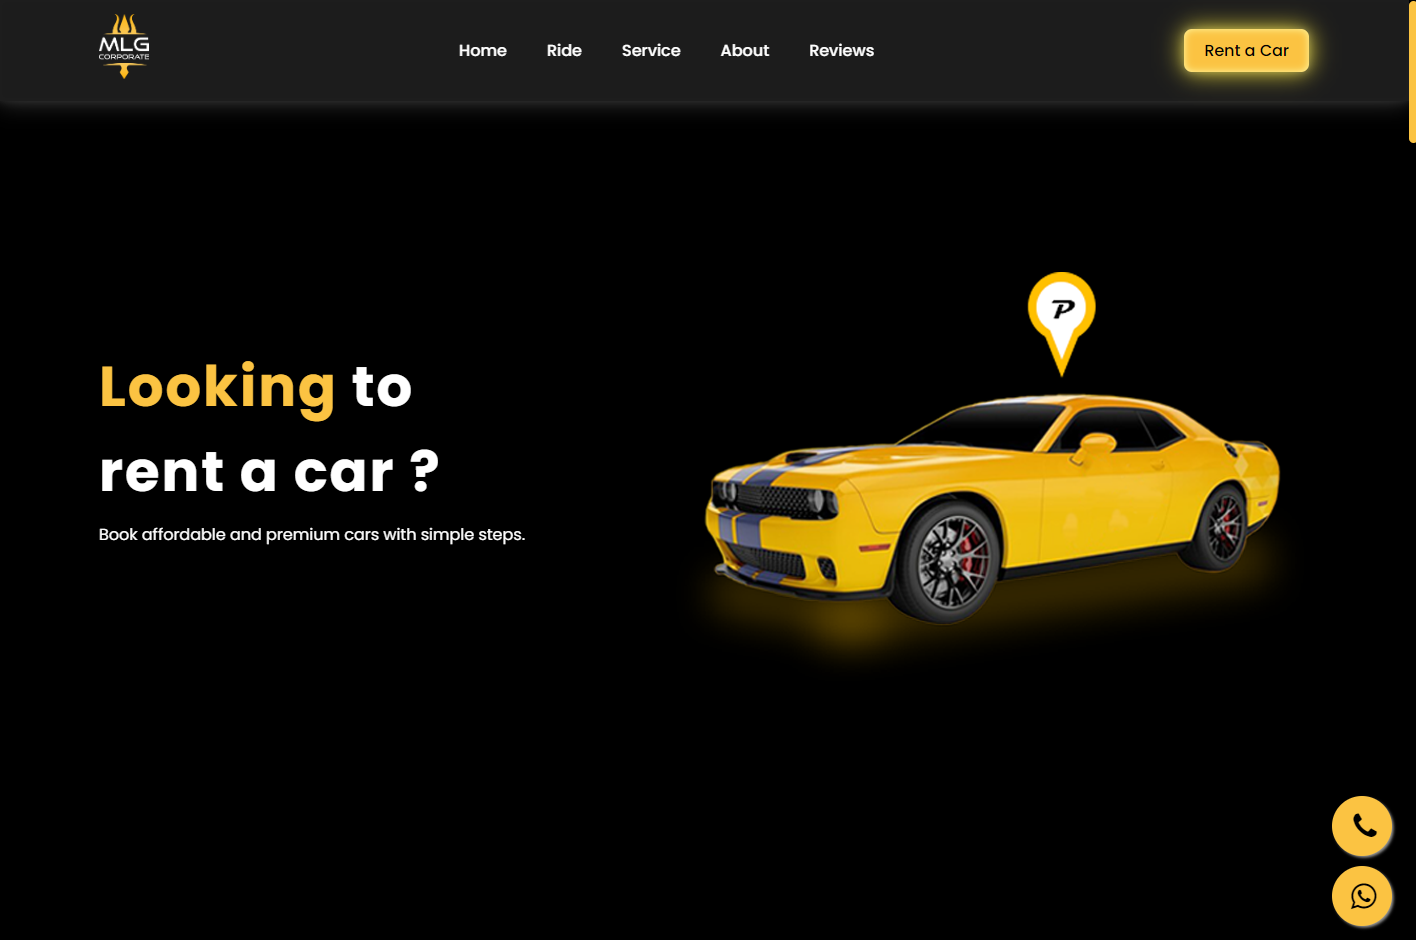 MLG
CORPORATE
Home
Ride
Service
About
Reviews
Rent a Car
P
Looking to
rent a car ?
Book affordable and premium cars with simple steps.